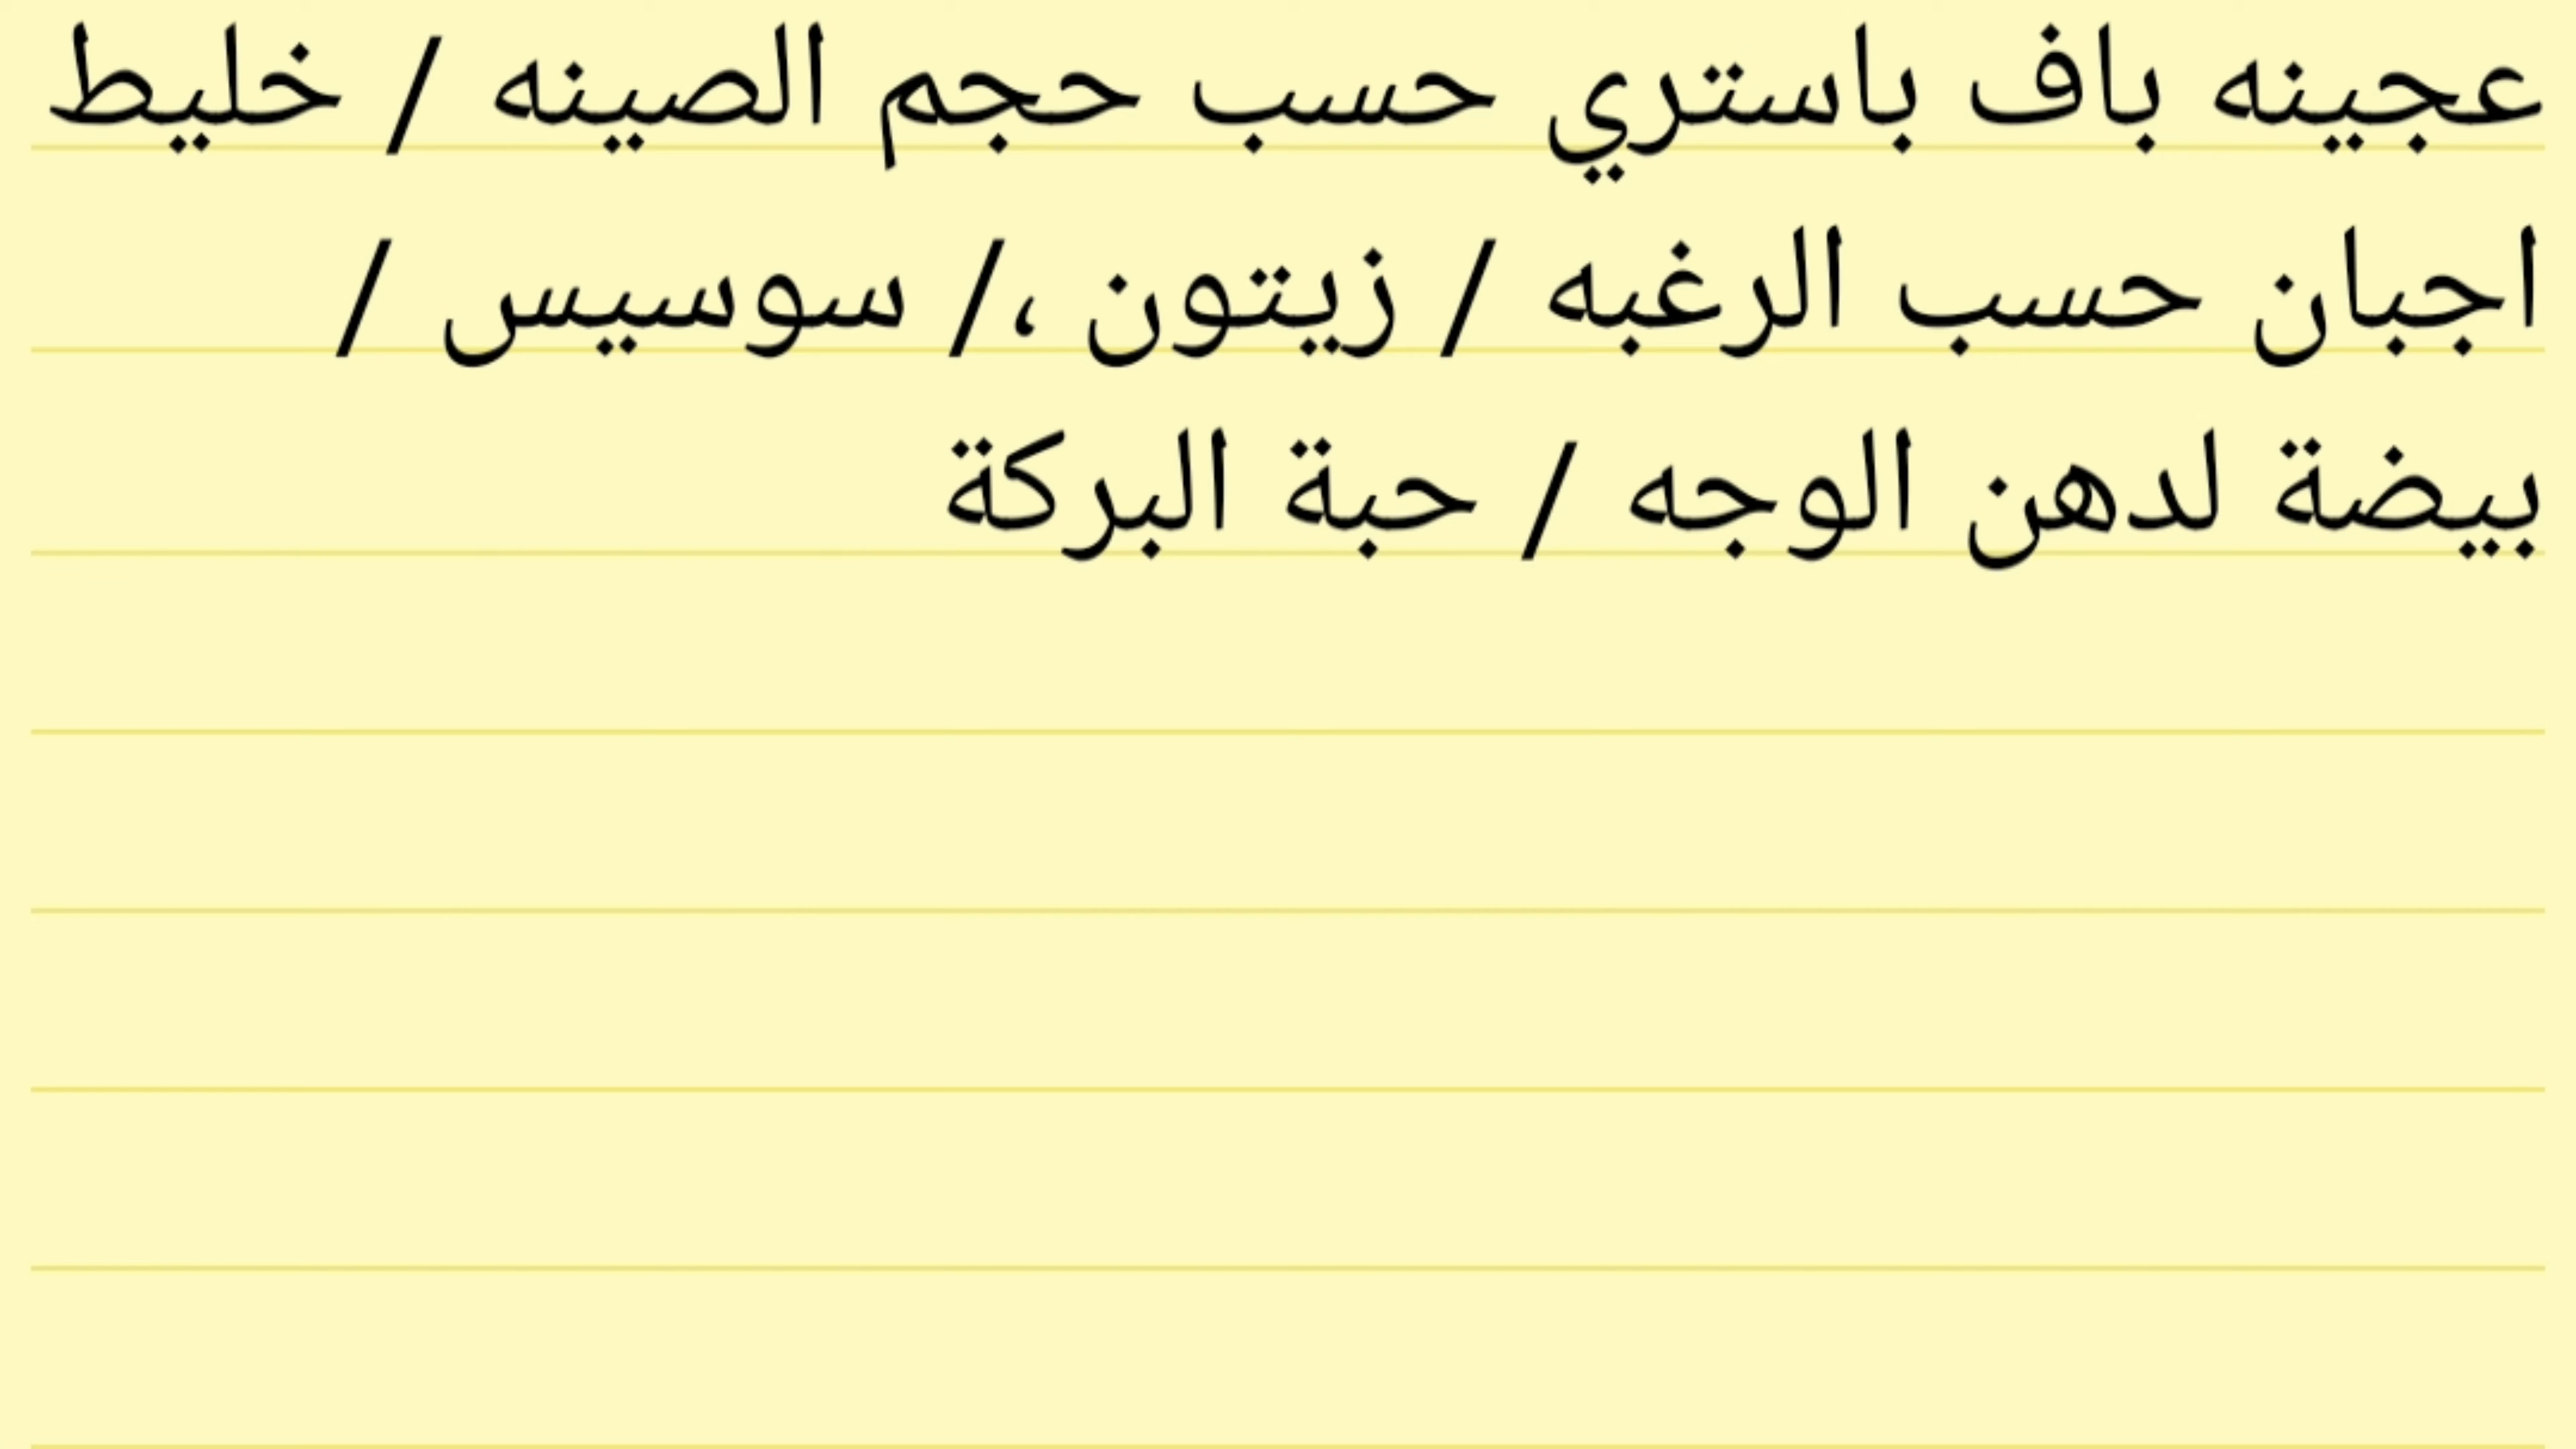 عجينه باف باستري حسب حجم الصينه / خليط
اجبان حسب الرغبه / زيتون ،/ سوسيس /
بيضة لدهن الوجه / حبة البركة